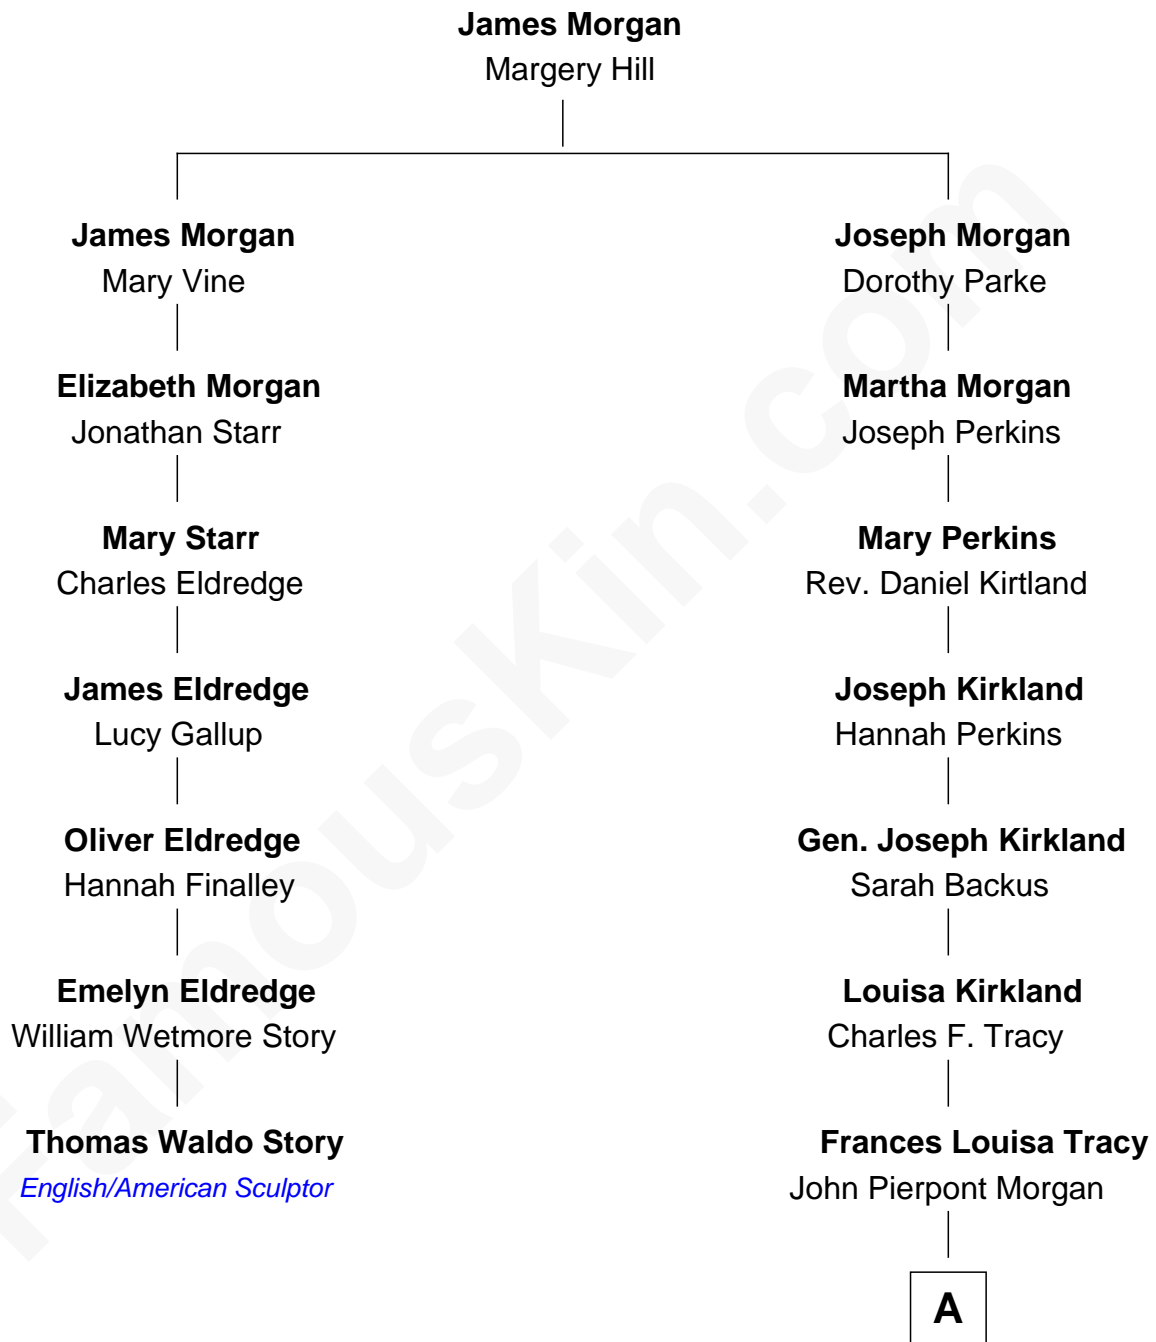 James Morgan
Margery Hill
James Morgan
Mary Vine
Joseph Morgan
Dorothy Parke
Elizabeth Morgan
Jonathan Starr
Martha Morgan
Joseph Perkins
Mary Starr
Charles Eldredge
Mary Perkins
Rev. Daniel Kirtland
James Eldredge
Lucy Gallup
Joseph Kirkland
Hannah Perkins
Oliver Eldredge
Hannah Finalley
Gen. Joseph Kirkland
Sarah Backus
Emelyn Eldredge
William Wetmore Story
Louisa Kirkland
Charles F. Tracy
Thomas Waldo Story
English/American Sculptor
Frances Louisa Tracy
John Pierpont Morgan
A
FamousKin.com